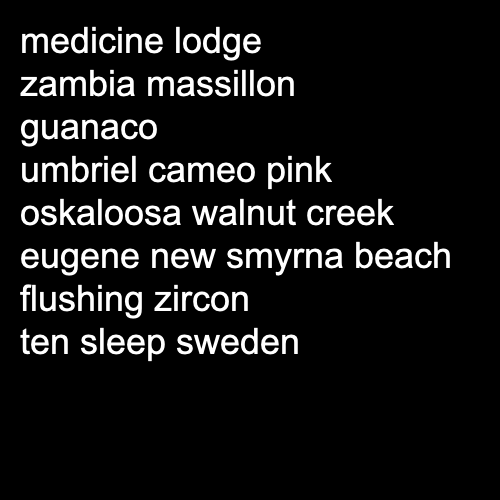 medicine lodge
zambia massillon
guanaco
umbriel cameo pink
oskaloosa walnut creek
eugene new smyrna beach
flushing zircon
ten sleep sweden